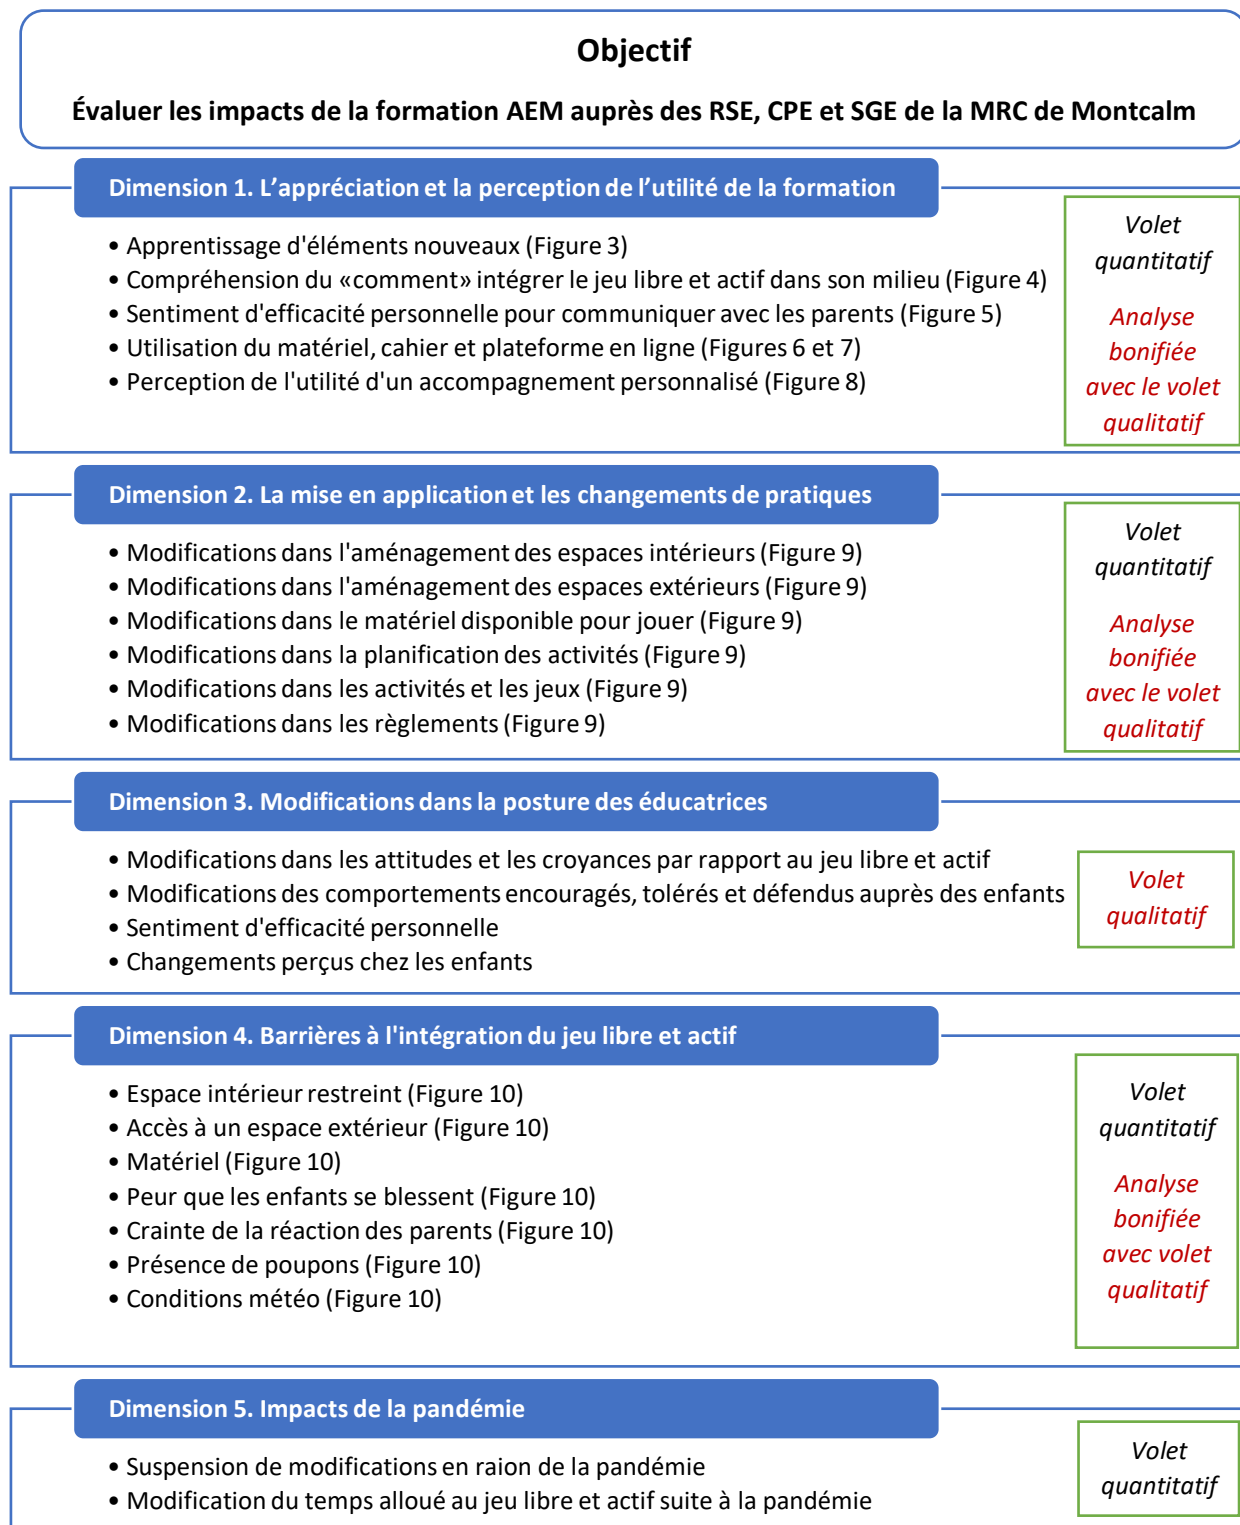 Objectif
Évaluer les impacts de la formation AEM auprès des RSE, CPE et SGE de la MRC de Montcalm
Dimension 1. L’appréciation et la perception de l’utilité de la formation
• Apprentissage d'éléments nouveaux (Figure 3)
• Compréhension du «comment» intégrer le jeu libre et actif dans son milieu (Figure 4)
• Sentiment d'efficacité personnelle pour communiquer avec les parents (Figure 5)
• Utilisation du matériel, cahier et plateforme en ligne (Figures 6 et 7)
• Perception de l'utilité d'un accompagnement personnalisé (Figure 8)
Volet
quantitatif
Analyse
bonifiée
avec le volet
qualitatif
Dimension 2. La mise en application et les changements de pratiques
• Modifications dans l'aménagement des espaces intérieurs (Figure 9)
• Modifications dans l'aménagement des espaces extérieurs (Figure 9)
• Modifications dans le matériel disponible pour jouer (Figure 9)
• Modifications dans la planification des activités (Figure 9)
• Modifications dans les activités et les jeux (Figure 9)
• Modifications dans les règlements (Figure 9)
Volet
quantitatif
Analyse
bonifiée
avec le volet
qualitatif
Dimension 3. Modifications dans la posture des éducatrices
• Modifications dans les attitudes et les croyances par rapport au jeu libre et actif
• Modifications des comportements encouragés, tolérés et défendus auprès des enfants
• Sentiment d'efficacité personnelle
• Changements perçus chez les enfants
Volet
qualitatif
Dimension 4. Barrières à l'intégration du jeu libre et actif
• Espace intérieur restreint (Figure 10)
• Accès à un espace extérieur (Figure 10)
• Matériel (Figure 10)
• Peur que les enfants se blessent (Figure 10)
• Crainte de la réaction des parents (Figure 10)
• Présence de poupons (Figure 10)
• Conditions météo (Figure 10)
Volet
quantitatif
Analyse
bonifiée
avec volet
qualitatif
Dimension 5. Impacts de la pandémie
• Suspension de modifications en raion de la pandémie
• Modification du temps alloué au jeu libre et actif suite à la pandémie
Volet
quantitatif